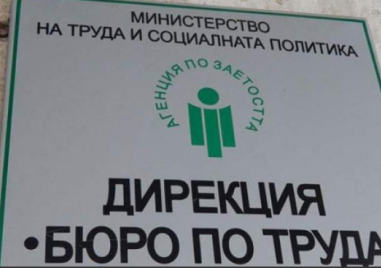 МИНИСТЕРСТВО
НА ТРУДА И СОЦИАЛНАТА ПОЛИТИКА
АГЕНЦИЯ ПО ЗАЕТОСТТА
ДИРЕКЦИЯ
•БЮРО ПО ТРУДА